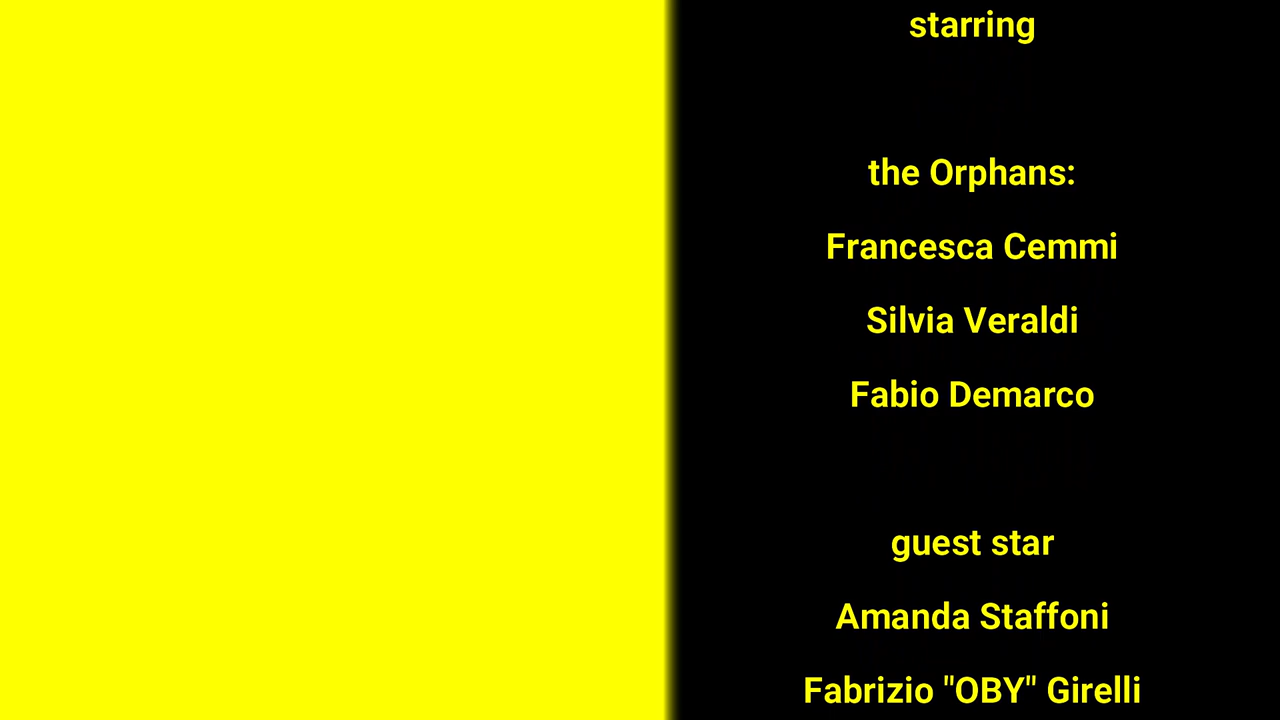 starring
the Orphans:
Francesca Cemmi
Silvia Veraldi
Fabio Demarco
guest star
Amanda Staffoni
Fabrizio "OBY" Girelli